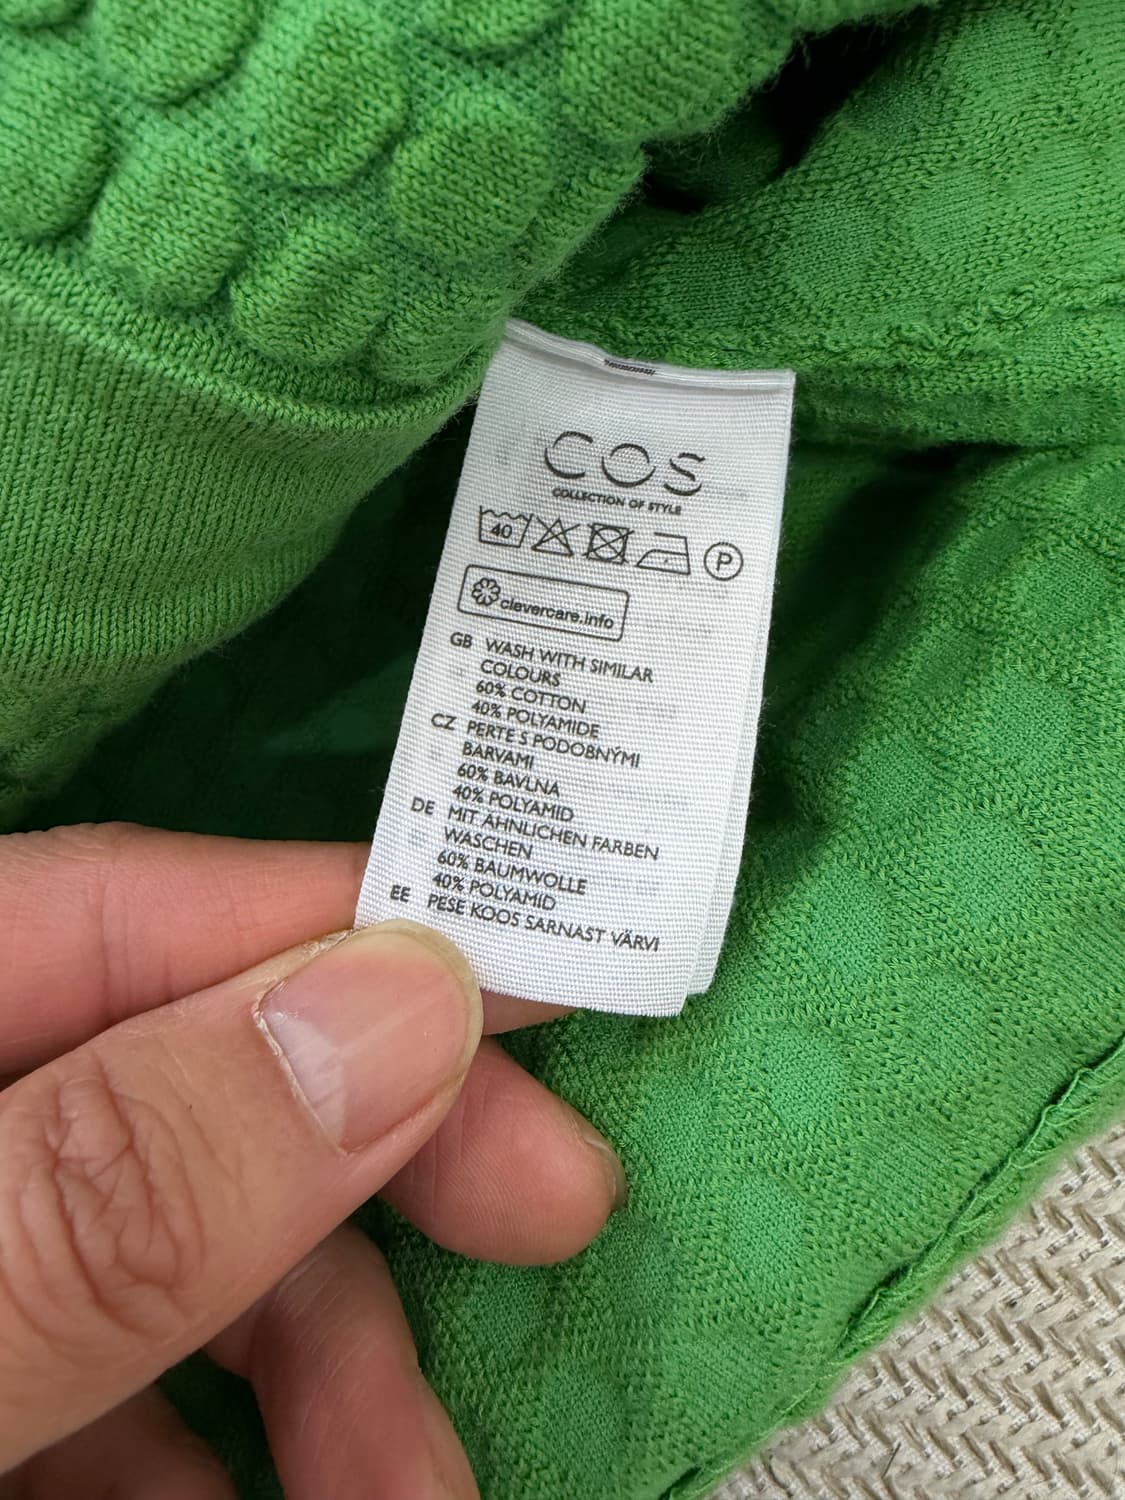 COS
COLLECTION OF STYLE
40
P
clevercare.info
GB WASH WITH SIMILAR
COLOURS
60% COTTON
40% POLYAMIDE
CZ PERTE S PODOBNÝMI
BARVAMI
60% BAVLNA
40% POLYAMID
DE MIT ÄHNLICHEN FARBEN
WASCHEN
60% BAUMWOLLE
40% POLYAMID
EE PESE KOOS SARNAST VÄRVI